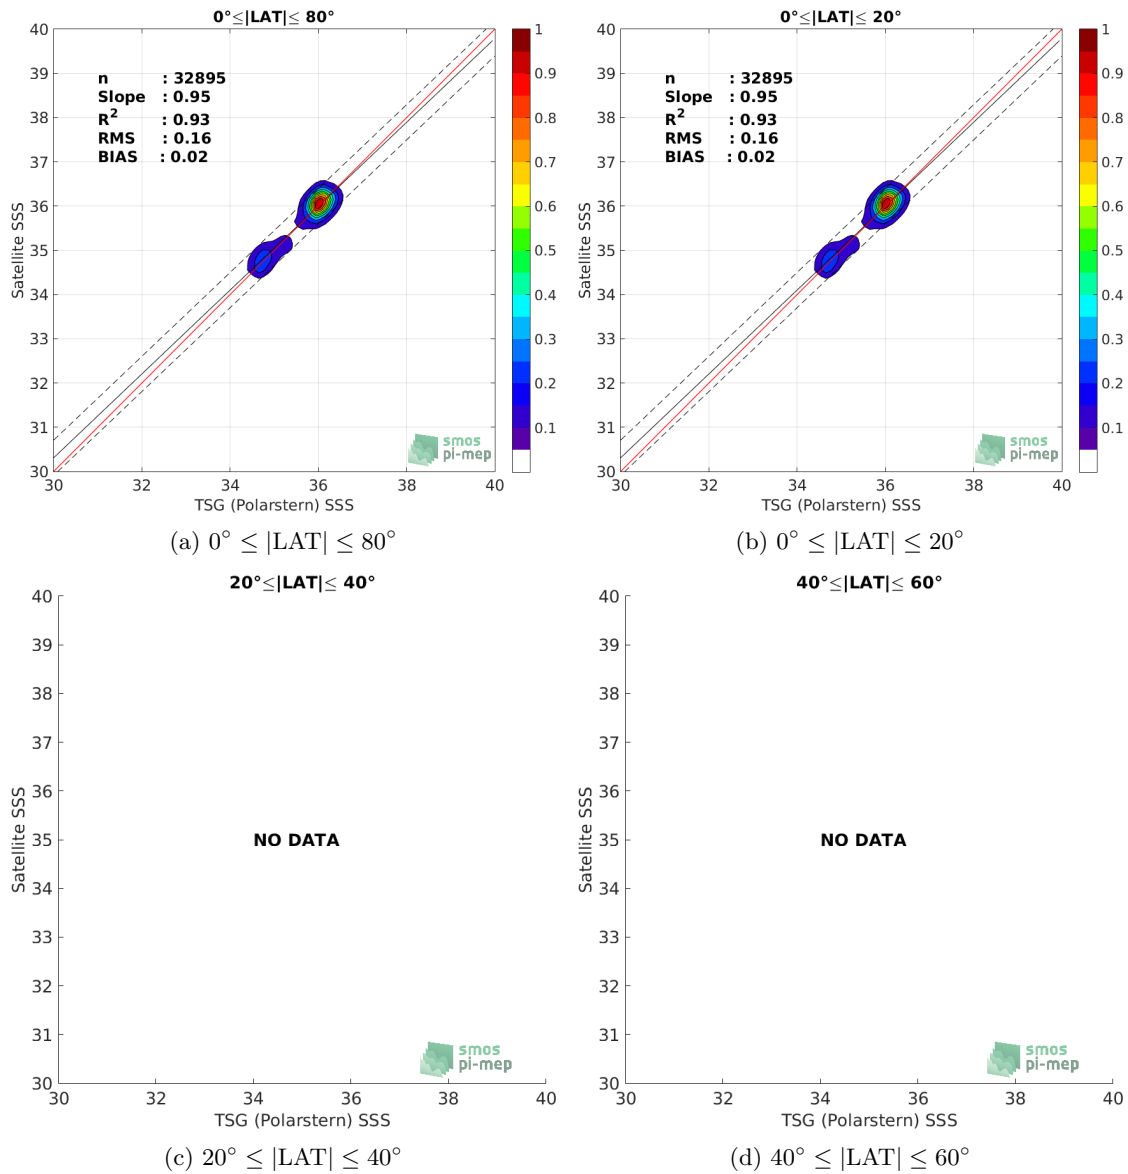 0°≤|LAT|≤ 80°
40
39
38
37
36
35
34
33
32
31
30
n : 32895
Slope : 0.95
R² : 0.93
RMS : 0.16
BIAS : 0.02
1
0.9
0.8
0.7
0.6
0.5
0.4
0.3
0.2
0.1
Satellite SSS
smos
pi-mep
30 32 34 36 38 40
TSG (Polarstern) SSS
(a) 0° ≤ |LAT| ≤ 80°
0°≤|LAT|≤ 20°
40
39
38
37
36
35
34
33
32
31
30
n : 32895
Slope : 0.95
R² : 0.93
RMS : 0.16
BIAS : 0.02
1
0.9
0.8
0.7
0.6
0.5
0.4
0.3
0.2
0.1
Satellite SSS
smos
pi-mep
30 32 34 36 38 40
TSG (Polarstern) SSS
(b) 0° ≤ |LAT| ≤ 20°
20°≤|LAT|≤ 40°
40
39
38
37
36
35
34
33
32
31
30
Satellite SSS
NO DATA
smos
pi-mep
30 32 34 36 38 40
TSG (Polarstern) SSS
(c) 20° ≤ |LAT| ≤ 40°
40°≤|LAT|≤ 60°
40
39
38
37
36
35
34
33
32
31
30
Satellite SSS
NO DATA
smos
pi-mep
30 32 34 36 38 40
TSG (Polarstern) SSS
(d) 40° ≤ |LAT| ≤ 60°